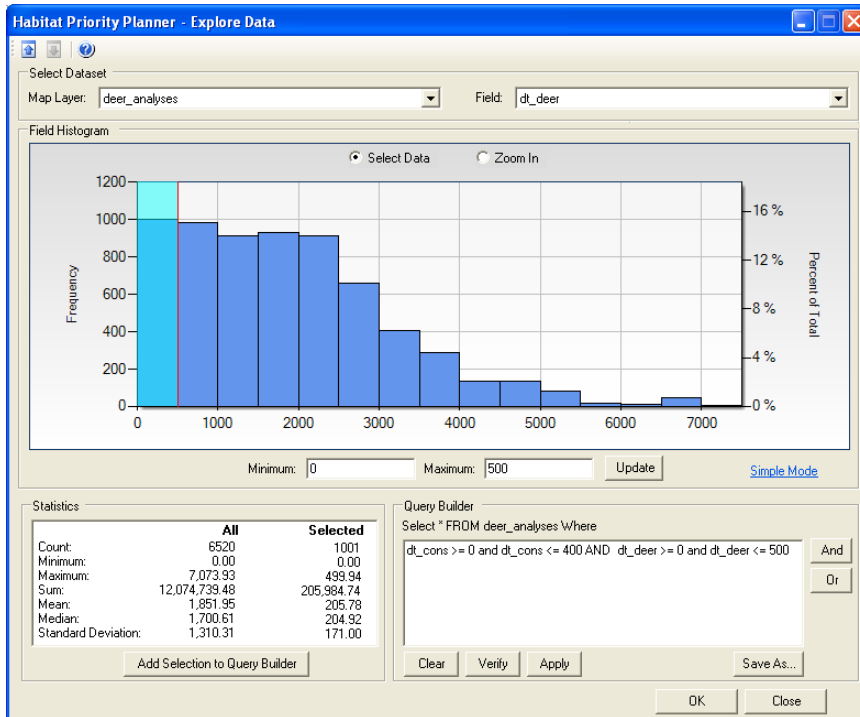 Habitat Priority Planner - Explore Data
Select Dataset
Map Layer: deer_analyses Field: dt_deer
Field Histogram
Select Data Zoom In
1200
1000
800
600
400
200
0
Frequency
16 %
12 %
8 %
4 %
0 %
Percent of Total
0 1000 2000 3000 4000 5000 6000 7000
Minimum: 0 Maximum: 500 Update Simple Mode
Statistics
All Selected
Count: 6520 1001
Minimum: 0.00 0.00
Maximum: 7,073.93 499.94
Sum: 12,074,739.48 205,984.74
Mean: 1,851.95 205.78
Median: 1,700.61 204.92
Standard Deviation: 1,310.31 171.00
Add Selection to Query Builder
Query Builder
Select * FROM deer_analyses Where
dt_cons >= 0 and dt_cons <= 400 AND  dt_deer >= 0 and dt_deer <= 500
And
Or
Clear Verify Apply Save As...
OK Close